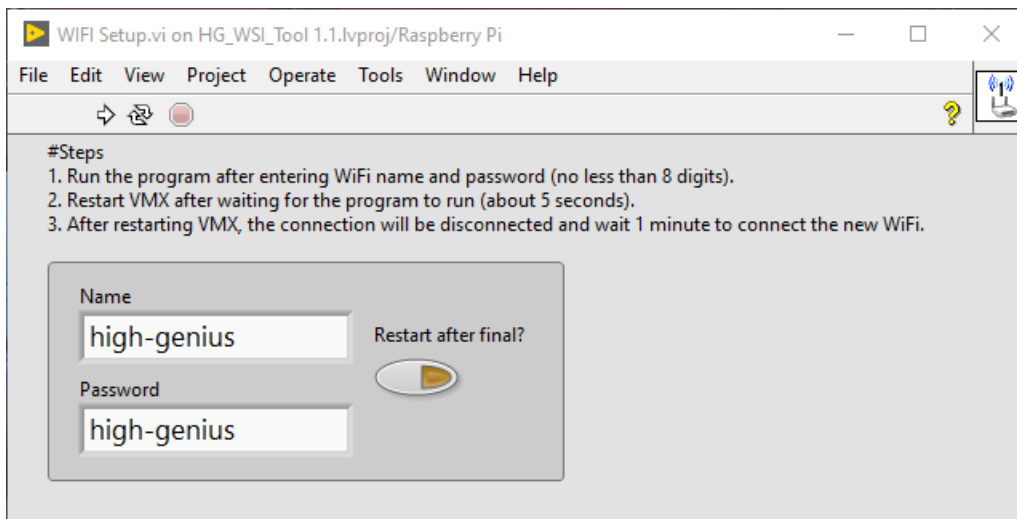 WIFI Setup.vi on HG_WSI_Tool 1.1.lvproj/Raspberry Pi
File Edit View Project Operate Tools Window Help
#Steps
1. Run the program after entering WiFi name and password (no less than 8 digits).
2. Restart VMX after waiting for the program to run (about 5 seconds).
3. After restarting VMX, the connection will be disconnected and wait 1 minute to connect the new WiFi.
Name
high-genius
Restart after final?
Password
high-genius